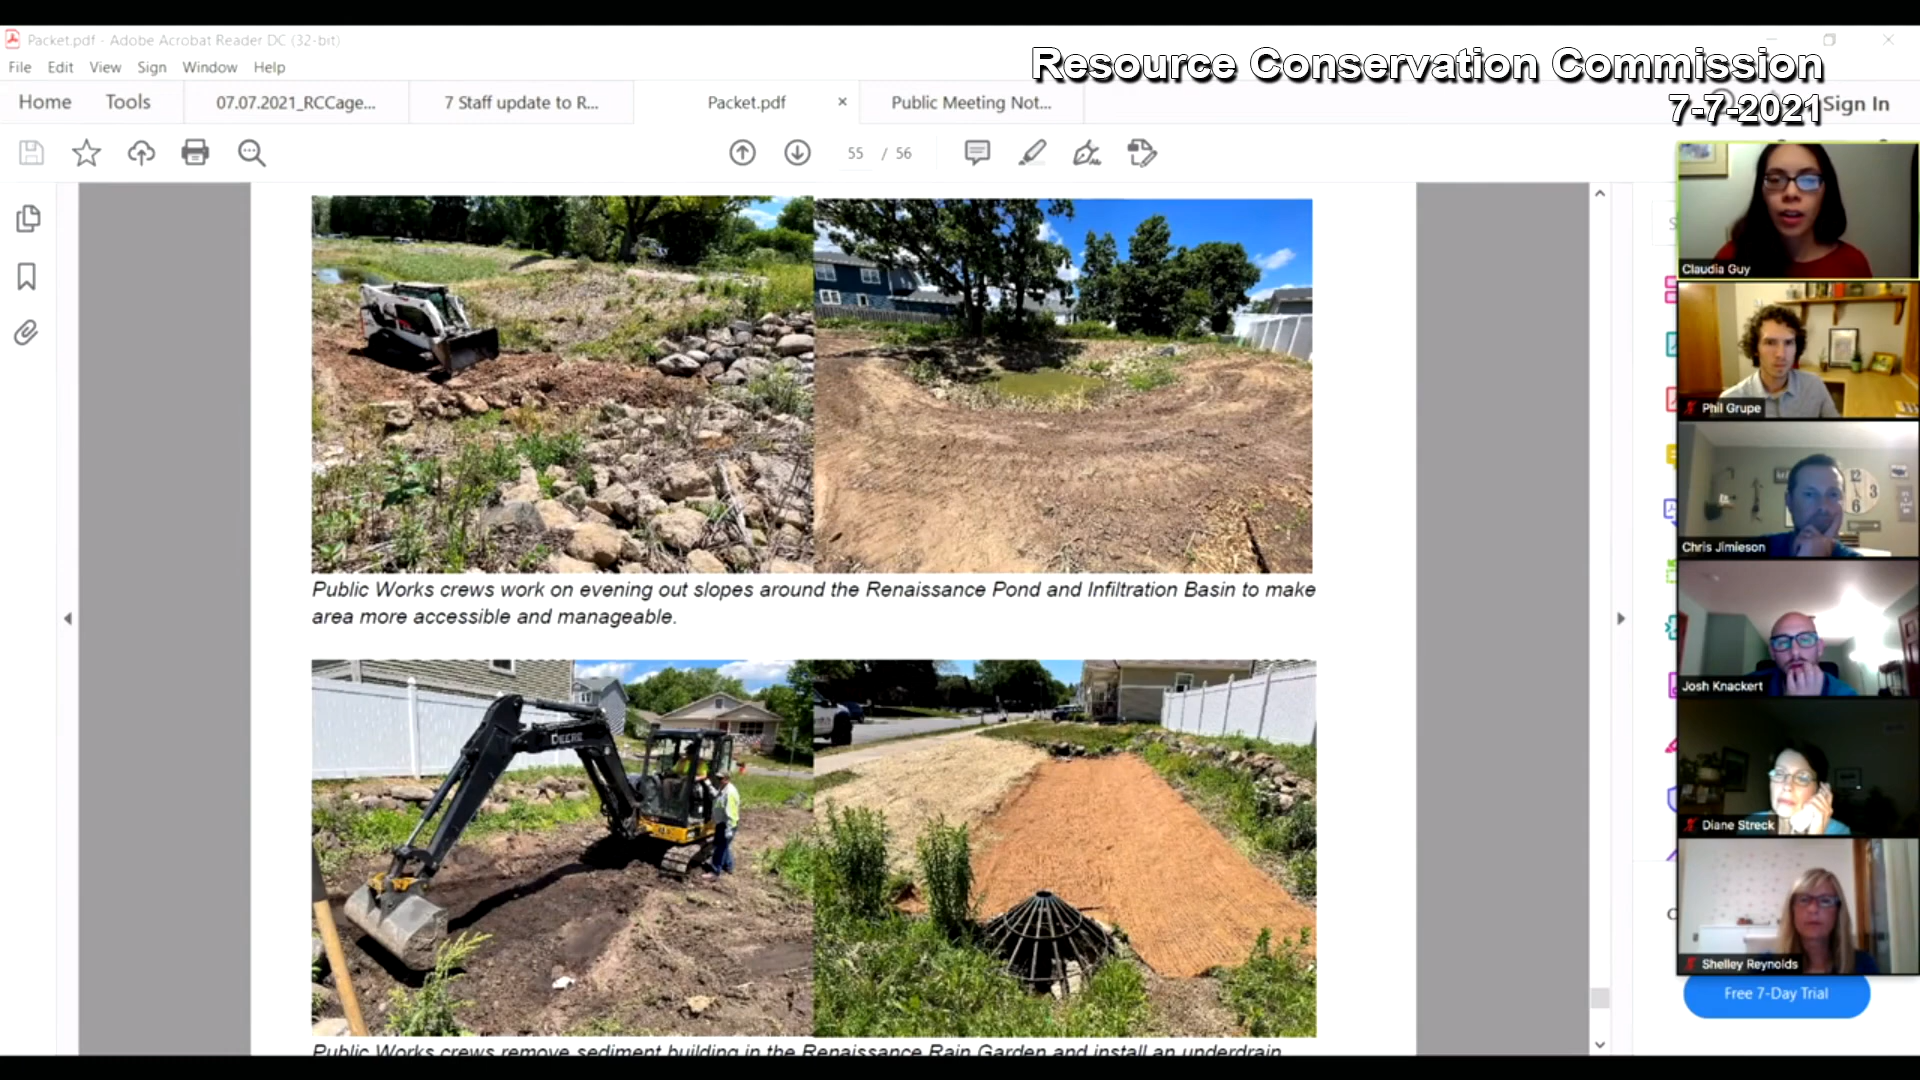 Packet.pdf - Adobe Acrobat Reader DC (32-bit)
Resource Conservation Commission
File Edit View Sign Window Help
7-7-2021
Home Tools 07.07.2021_RCCage... 7 Staff update to R... Packet.pdf × Public Meeting Not... Sign In
55 / 56
Claudia Guy
Phil Grupe
Chris Jimieson
Josh Knackert
Diane Streck
Shelley Reynolds
Public Works crews work on evening out slopes around the Renaissance Pond and Infiltration Basin to make
area more accessible and manageable.
DEERE
Public Works crews remove sediment building in the Renaissance Rain Garden and install an underdrain
Free 7-Day Trial